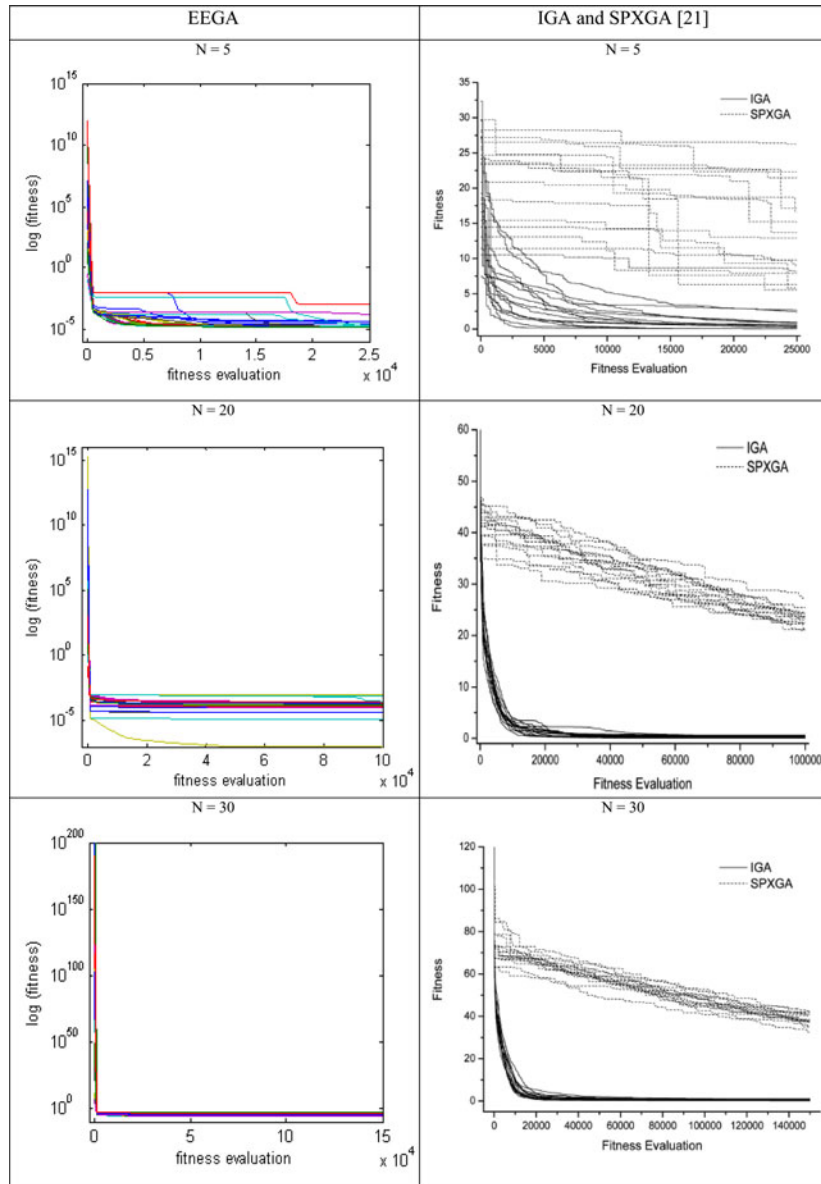 EEGA
IGA and SPXGA [21]
N = 5
10^15
10^10
10^5
10^0
10^-5
log (fitness)
0 0.5 1 1.5 2 2.5
x 10^4
fitness evaluation
N = 5
35
30
25
20
15
10
5
0
Fitness
IGA
SPXGA
0 5000 10000 15000 20000 25000
Fitness Evaluation
N = 20
10^15
10^10
10^5
10^0
10^-5
log (fitness)
0 2 4 6 8 10
x 10^4
fitness evaluation
N = 20
60
50
40
30
20
10
0
Fitness
IGA
SPXGA
0 20000 40000 60000 80000 100000
Fitness Evaluation
N = 30
10^200
10^150
10^100
10^50
10^0
log (fitness)
0 5 10 15
x 10^4
fitness evaluation
N = 30
120
100
80
60
40
20
0
Fitness
IGA
SPXGA
0 20000 40000 60000 80000 100000 120000 140000
Fitness Evaluation